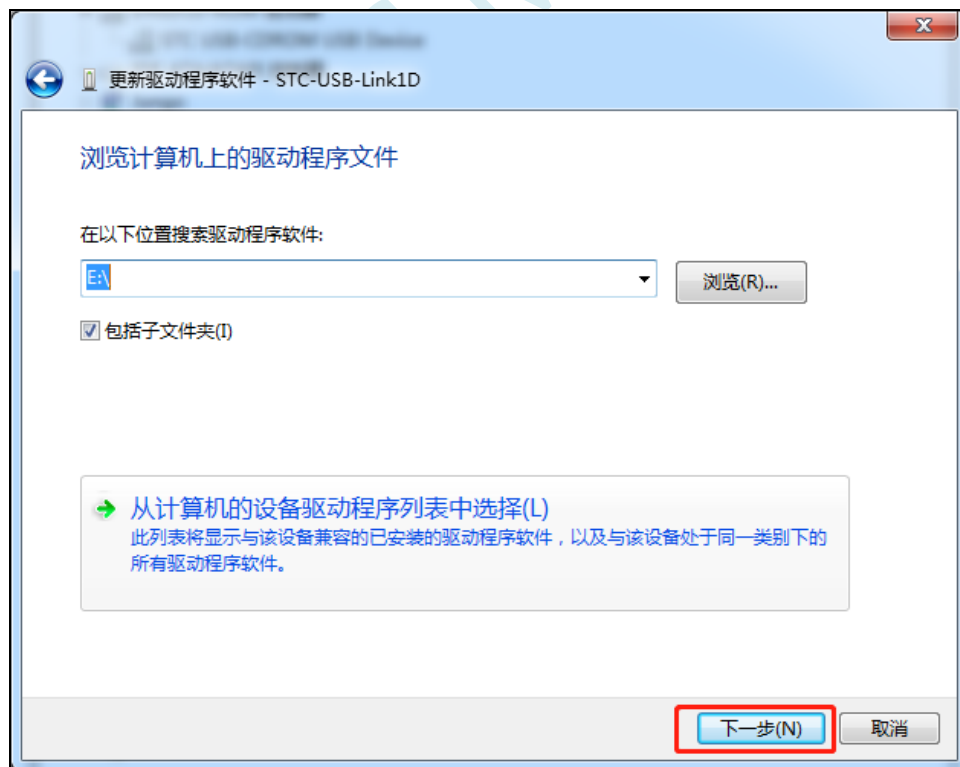 STC USB-CDROM USB Device
更新驱动程序软件 - STC-USB-Link1D
浏览计算机上的驱动程序文件
在以下位置搜索驱动程序软件:
E:\
浏览(R)...
包括子文件夹(I)
从计算机的设备驱动程序列表中选择(L)
此列表将显示与该设备兼容的已安装的驱动程序软件，以及与该设备处于同一类别下的
所有驱动程序软件。
下一步(N)
取消